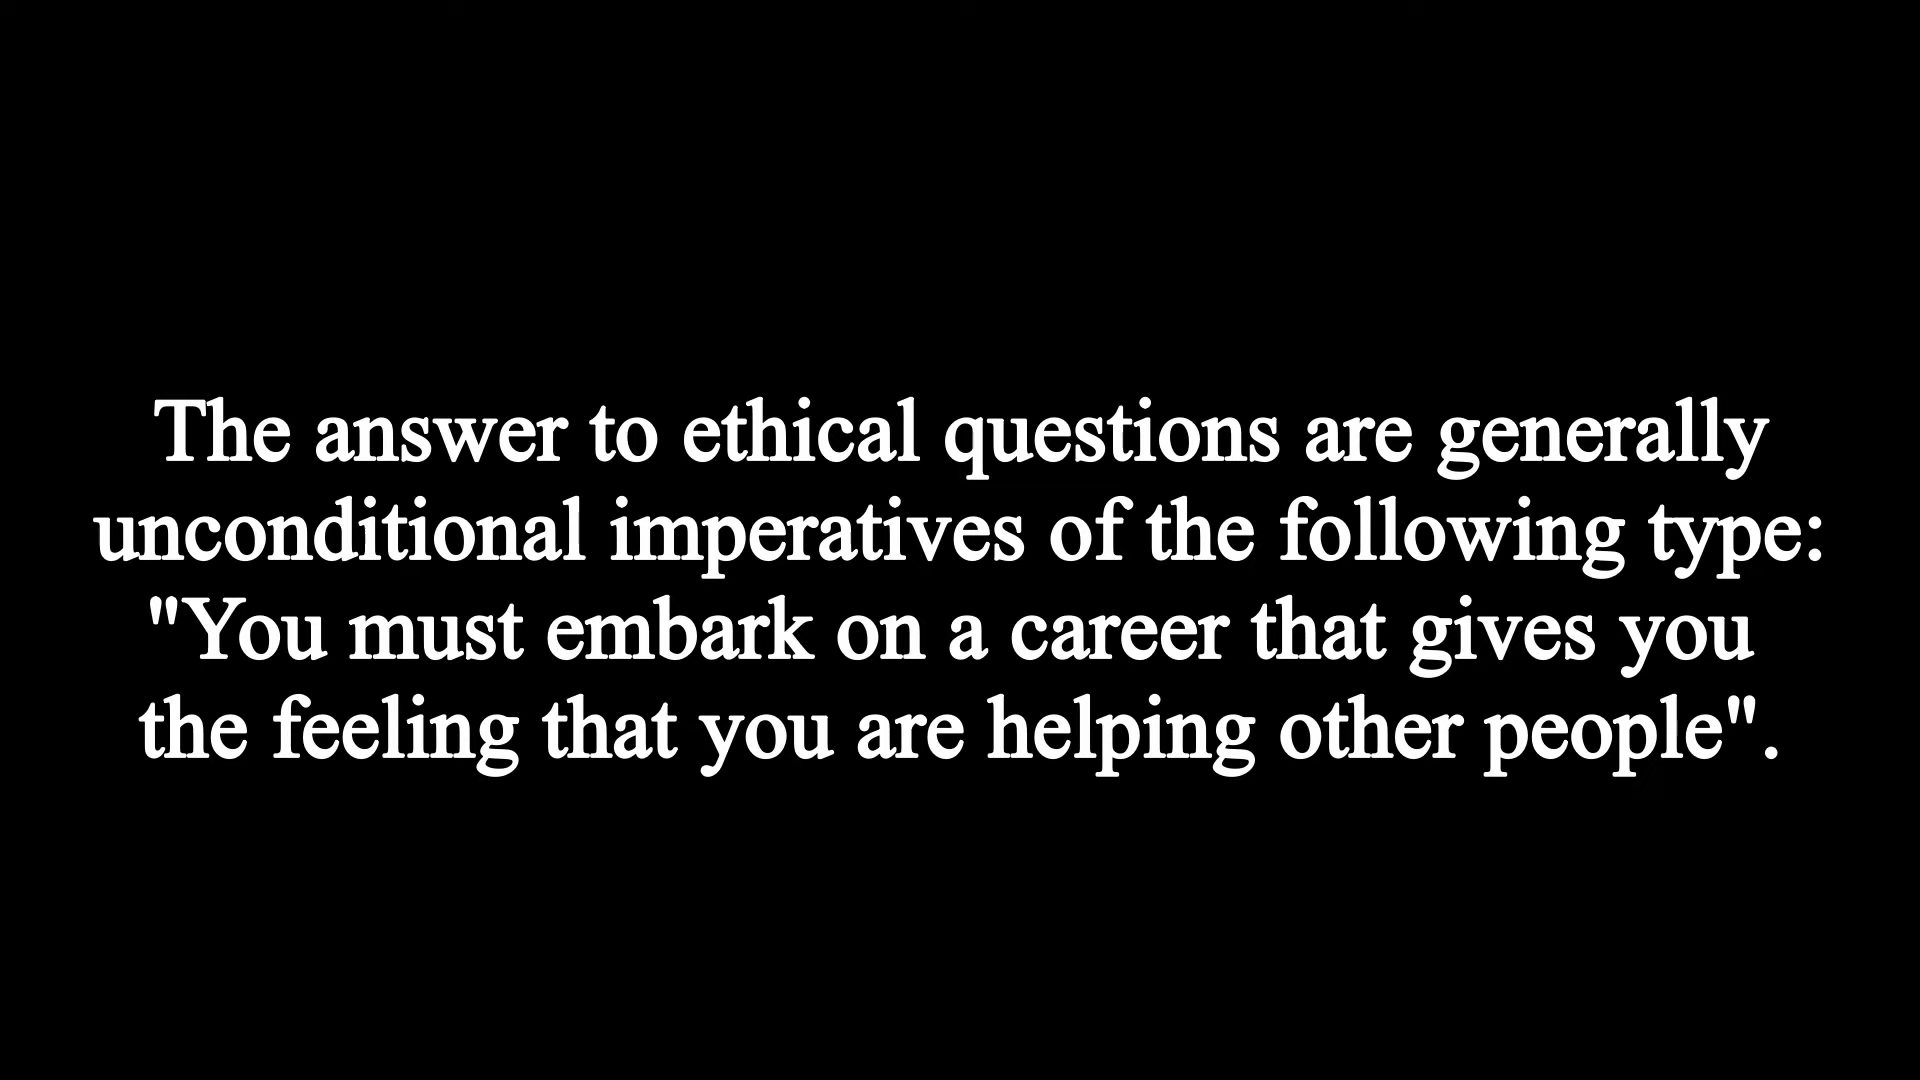 The answer to ethical questions are generally
unconditional imperatives of the following type:
"You must embark on a career that gives you
the feeling that you are helping other people".